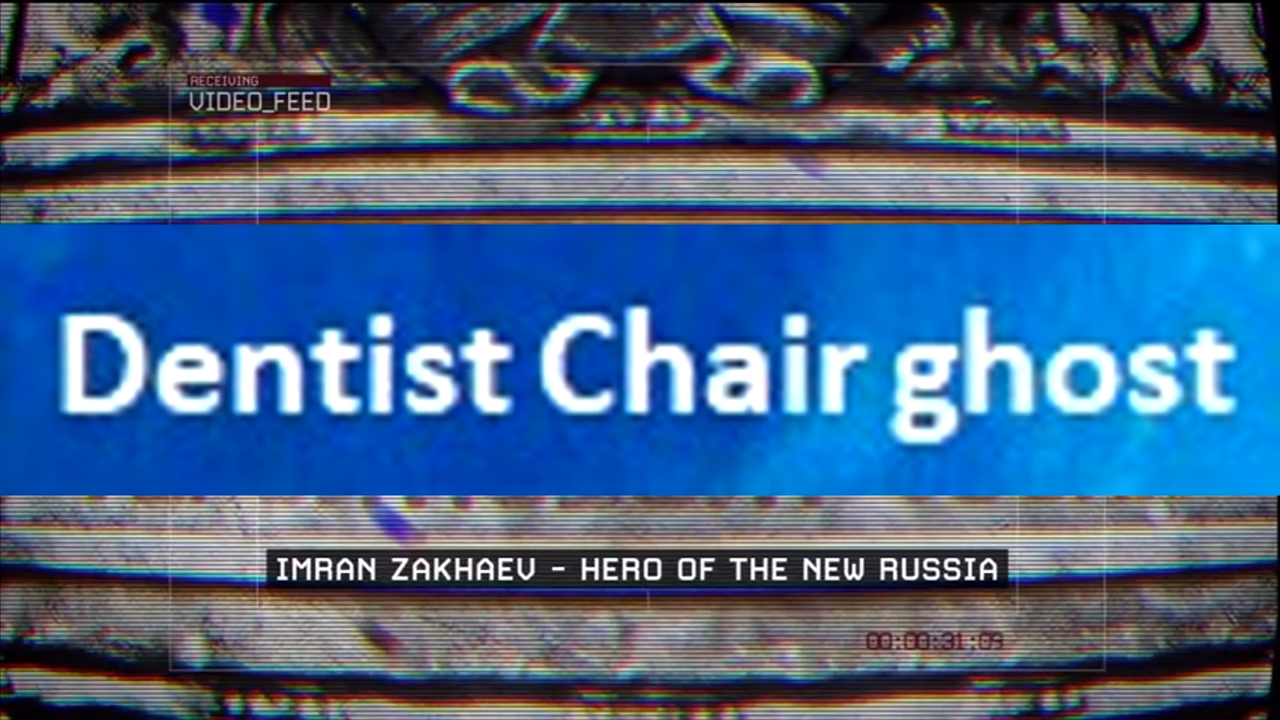 RECEIVING
VIDEO_FEED
Dentist Chair ghost
IMRAN ZAKHAEV - HERO OF THE NEW RUSSIA
00:00:31;09